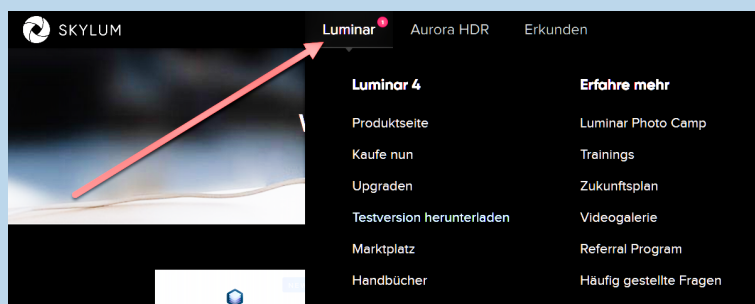 SKYLUM
Luminar 1
Aurora HDR
Erkunden
Luminar 4
Produktseite
Kaufe nun
Upgraden
Testversion herunterladen
Marktplatz
Handbücher
Erfahre mehr
Luminar Photo Camp
Trainings
Zukunftsplan
Videogalerie
Referral Program
Häufig gestellte Fragen